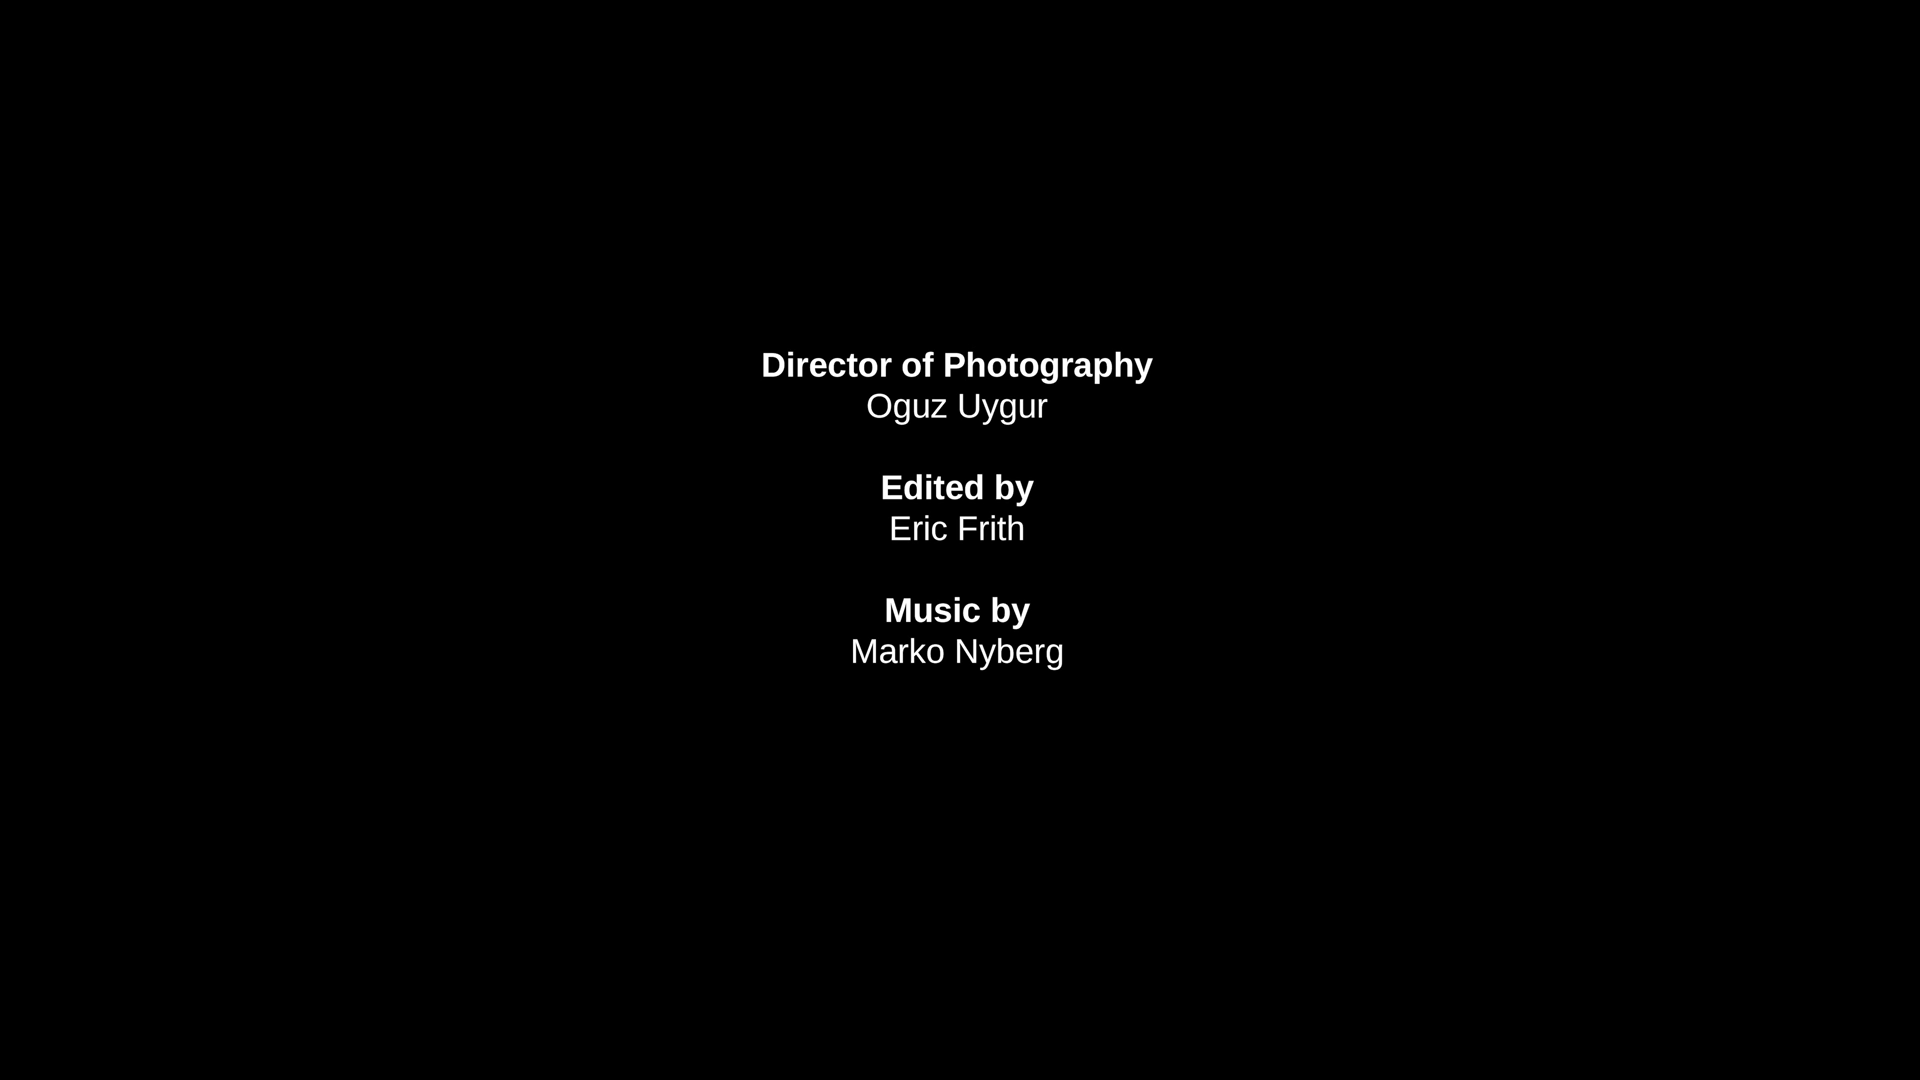 Director of Photography
Oguz Uygur
Edited by
Eric Frith
Music by
Marko Nyberg